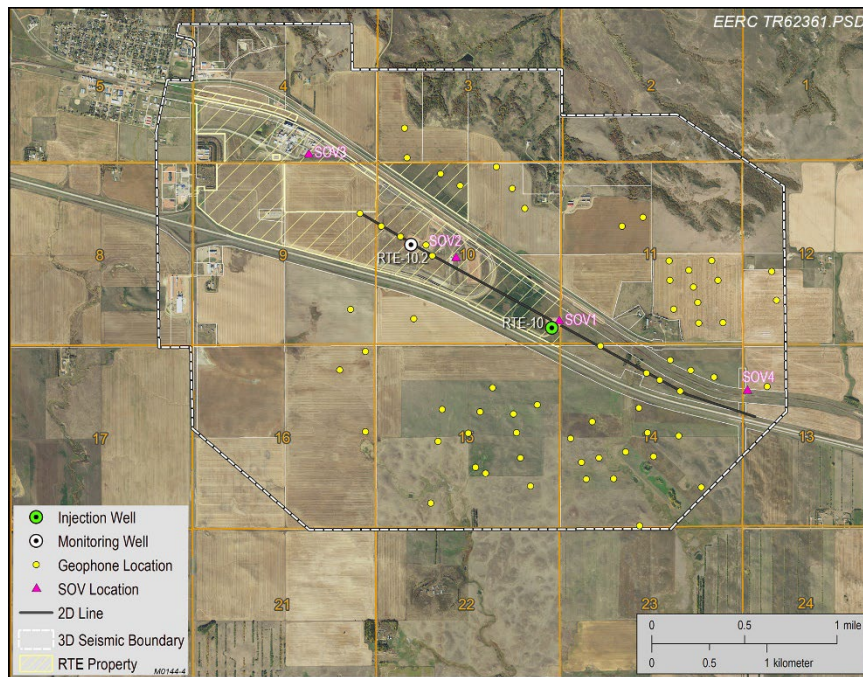 EERC TR62361.PSD
5
4
3
2
1
SOV3
SOV2
RTE-10.2
8
9
10
11
12
RTE-10
SOV1
SOV4
17
16
15
14
13
Injection Well
Monitoring Well
Geophone Location
SOV Location
2D Line
3D Seismic Boundary
RTE Property
M0144-4
21
22
23
24
0 0.5 1 mile
0 0.5 1 kilometer